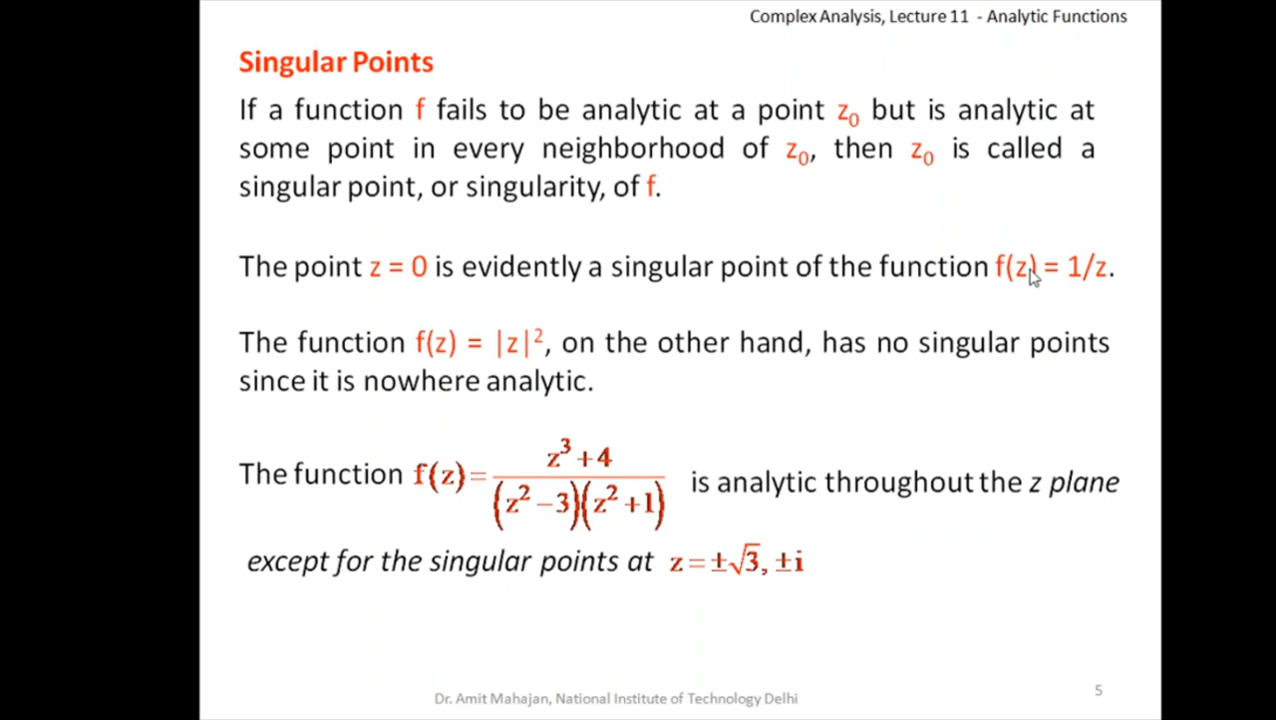 Complex Analysis, Lecture 11 - Analytic Functions
Singular Points
If a function f fails to be analytic at a point z₀ but is analytic at
some point in every neighborhood of z₀, then z₀ is called a
singular point, or singularity, of f.
The point z = 0 is evidently a singular point of the function f(z) = 1/z.
The function f(z) = |z|², on the other hand, has no singular points
since it is nowhere analytic.
The function f(z) = (z³+4)/((z²−3)(z²+1)) is analytic throughout the z plane
except for the singular points at z = ±√3, ±i
Dr. Amit Mahajan, National Institute of Technology Delhi
5